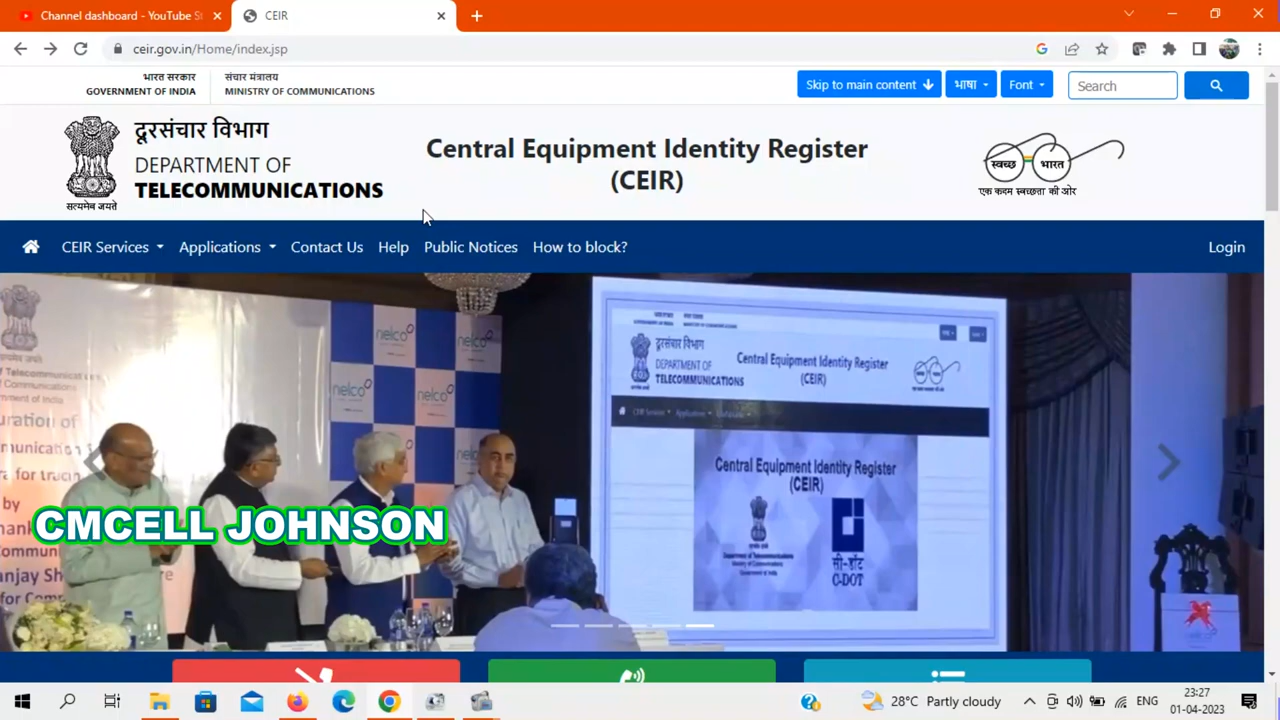 Channel dashboard - YouTube S
CEIR
ceir.gov.in/Home/index.jsp
भारत सरकार
GOVERNMENT OF INDIA
संचार मंत्रालय
MINISTRY OF COMMUNICATIONS
Skip to main content
भाषा
Font
Search
सत्यमेव जयते
दूरसंचार विभाग
DEPARTMENT OF
TELECOMMUNICATIONS
Central Equipment Identity Register
(CEIR)
स्वच्छ भारत
एक कदम स्वच्छता की ओर
CEIR Services
Applications
Contact Us
Help
Public Notices
How to block?
Login
nelco
nelco
nelco
nelco
दूरसंचार विभाग
DEPARTMENT OF
TELECOMMUNICATIONS
Central Equipment Identity Register
(CEIR)
Central Equipment Identity Register
(CEIR)
सी-डॉट
C-DOT
by
CMCELL JOHNSON
28°C Partly cloudy
ENG
23:27
01-04-2023